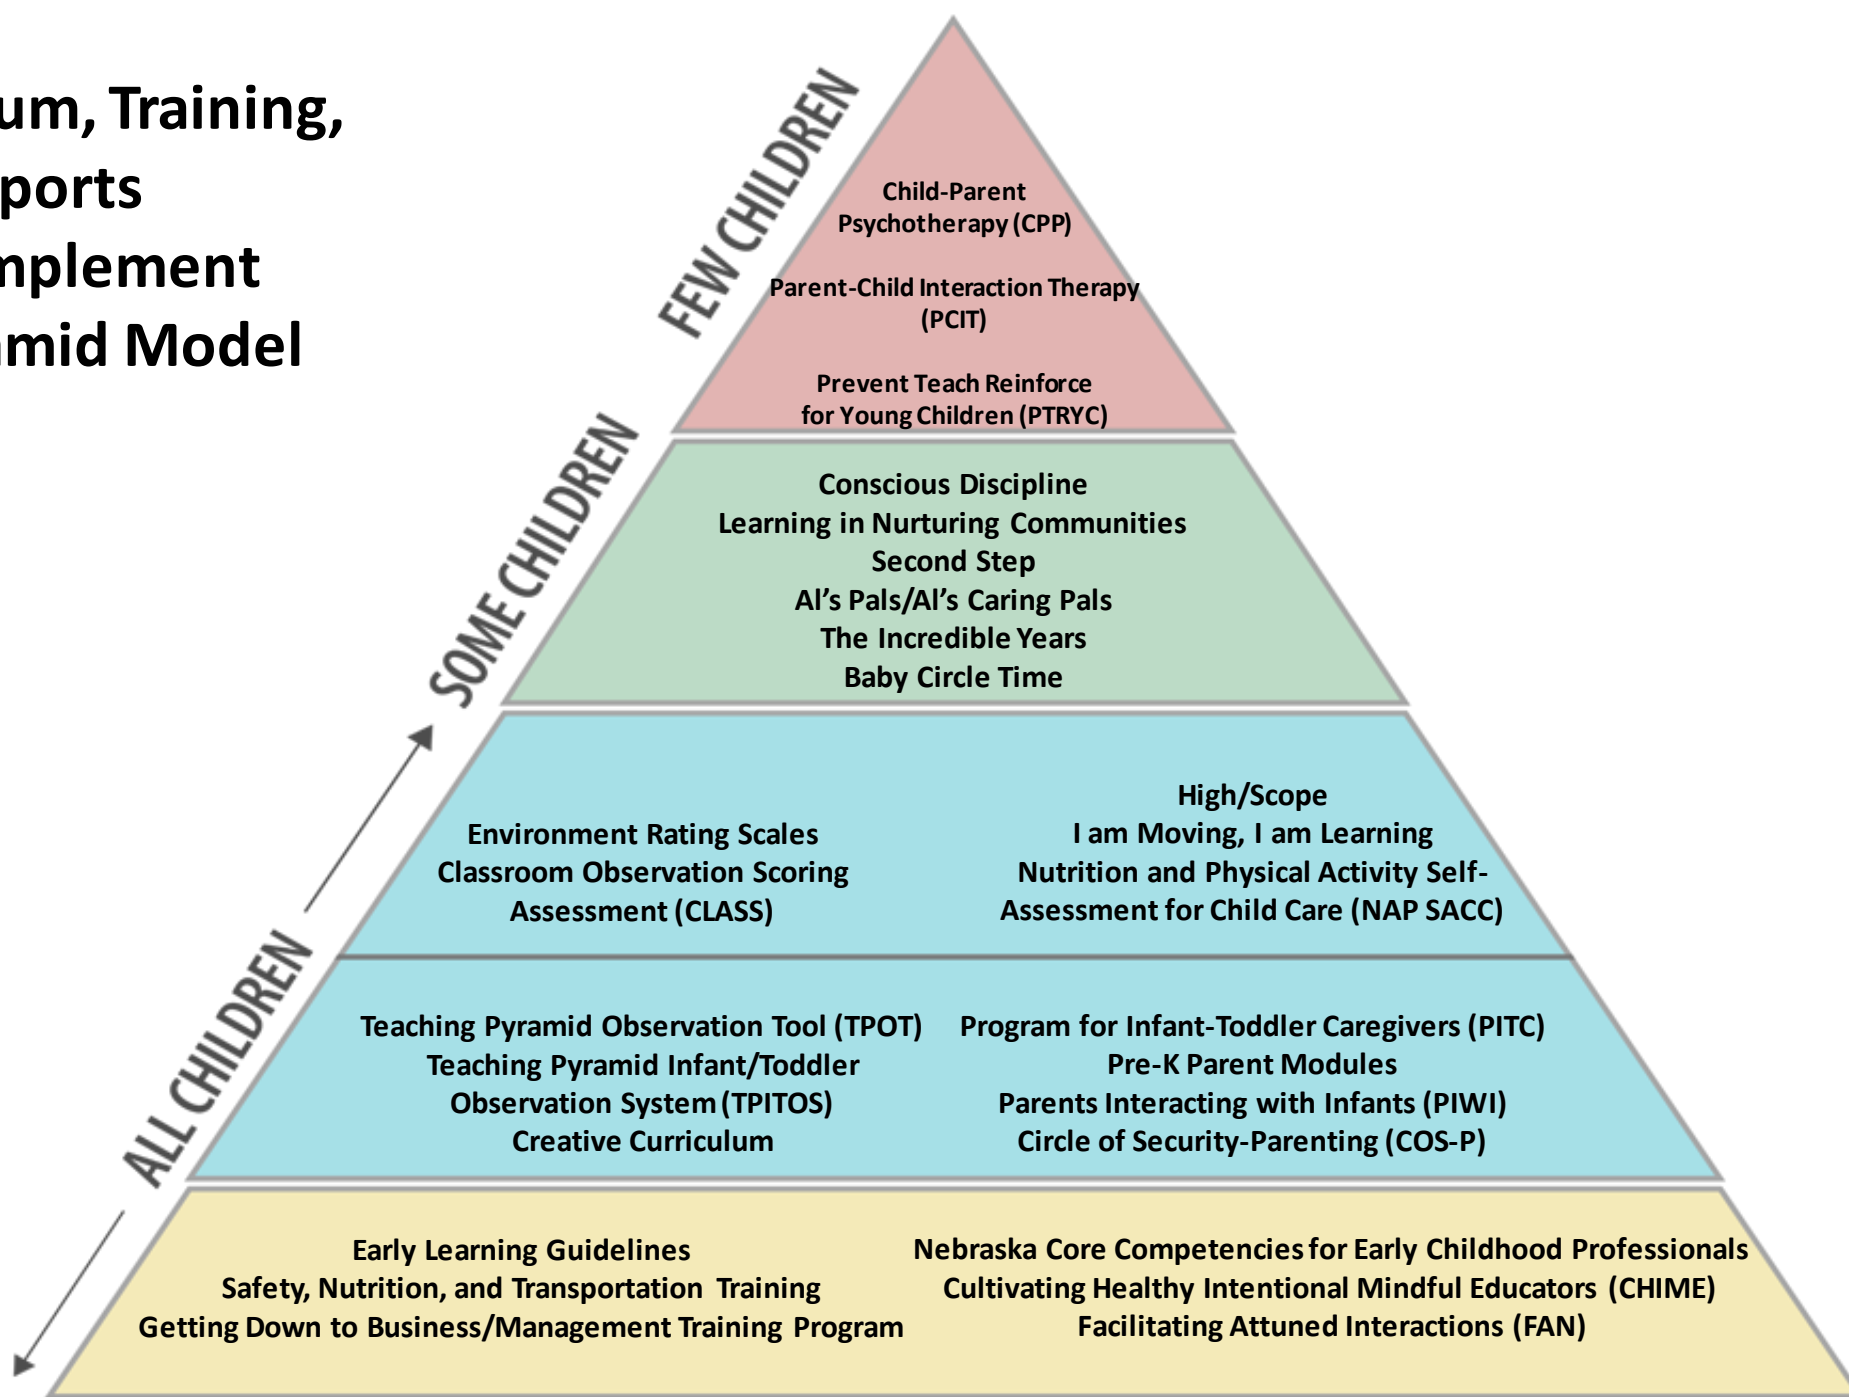 um, Training,
ports
mplement
amid Model
FEW CHILDREN
Child-Parent
Psychotherapy (CPP)
Parent-Child Interaction Therapy
(PCIT)
Prevent Teach Reinforce
for Young Children (PTRYC)
SOME CHILDREN
Conscious Discipline
Learning in Nurturing Communities
Second Step
Al’s Pals/Al’s Caring Pals
The Incredible Years
Baby Circle Time
ALL CHILDREN
Environment Rating Scales
Classroom Observation Scoring
Assessment (CLASS)
High/Scope
I am Moving, I am Learning
Nutrition and Physical Activity Self-
Assessment for Child Care (NAP SACC)
Teaching Pyramid Observation Tool (TPOT)
Teaching Pyramid Infant/Toddler
Observation System (TPITOS)
Creative Curriculum
Program for Infant-Toddler Caregivers (PITC)
Pre-K Parent Modules
Parents Interacting with Infants (PIWI)
Circle of Security-Parenting (COS-P)
Early Learning Guidelines
Safety, Nutrition, and Transportation Training
Getting Down to Business/Management Training Program
Nebraska Core Competencies for Early Childhood Professionals
Cultivating Healthy Intentional Mindful Educators (CHIME)
Facilitating Attuned Interactions (FAN)